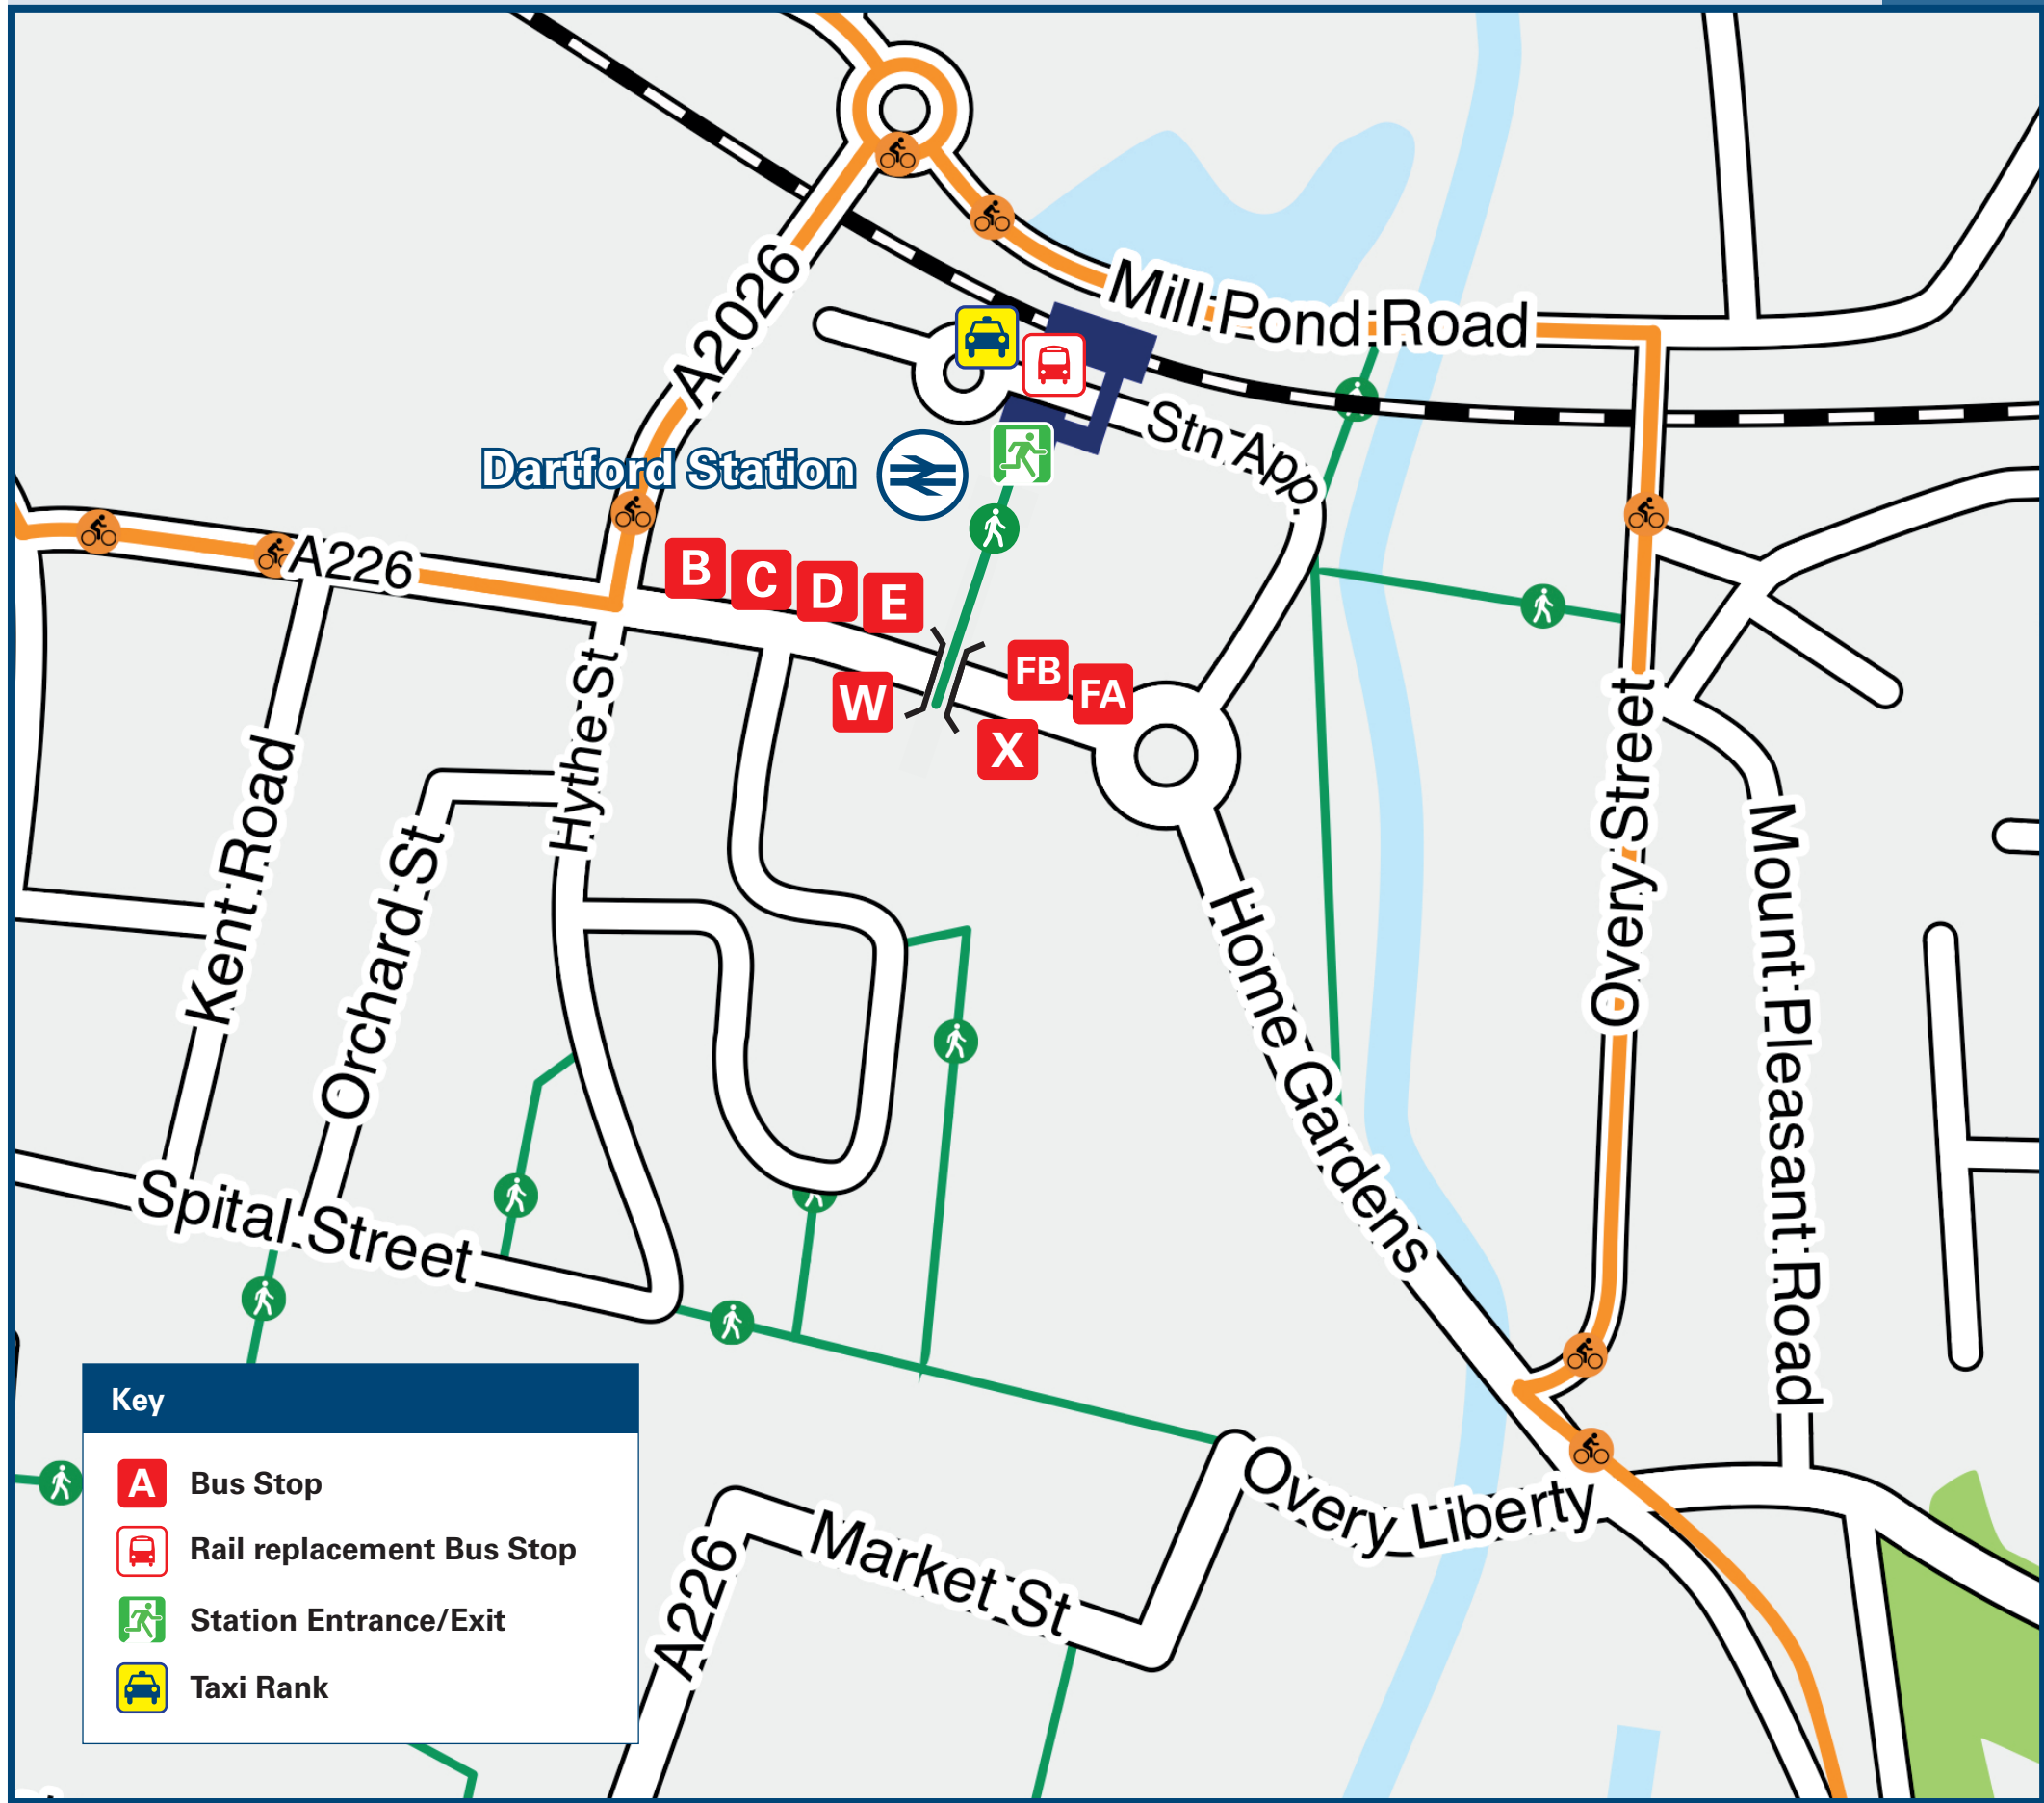 Mill Pond Road
A2026
Stn App.
Dartford Station
A226
B
C
D
E
FB
FA
W
X
Hythe St
Kent Road
Orchard St
Overy Street
Mount Pleasant Road
Home Gardens
Spital Street
Overy Liberty
Market St
A226
Key
A Bus Stop
Rail replacement Bus Stop
Station Entrance/Exit
Taxi Rank